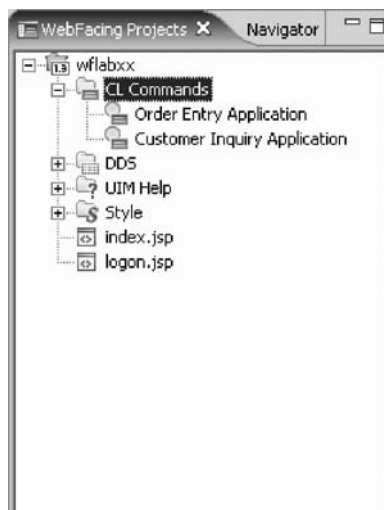 WebFacing Projects Navigator
wflabxx
CL Commands
Order Entry Application
Customer Inquiry Application
DDS
UIM Help
Style
index.jsp
logon.jsp